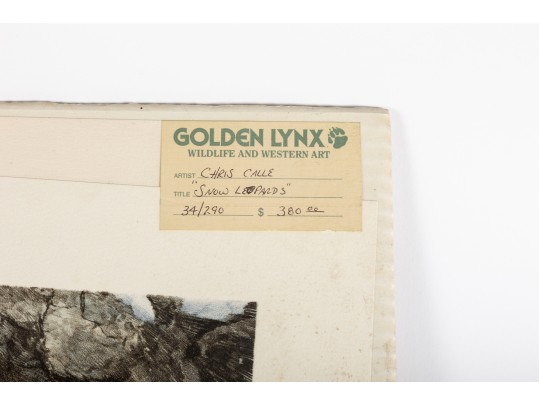 GOLDEN LYNX
WILDLIFE AND WESTERN ART
ARTIST CHRIS CALLE
TITLE "SNOW LEOPARDS"
34/290 $ 380 00